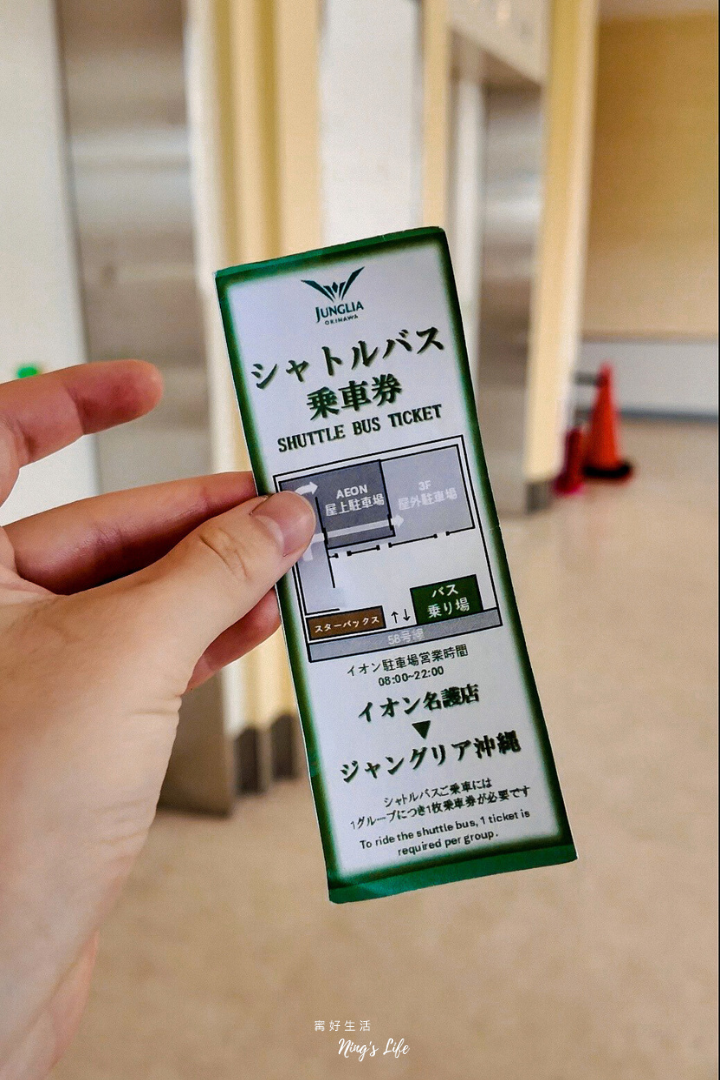 JUNGLIA
OKINAWA
シャトルバス
乗車券
SHUTTLE BUS TICKET
AEON
屋上駐車場
3F
屋外駐車場
バス
乗り場
スターバックス
↑↓
58号線
イオン駐車場営業時間
08:00~22:00
イオン名護店
▼
ジャングリア沖縄
シャトルバスご乗車には
1グループにつき1枚乗車券が必要です
To ride the shuttle bus, 1 ticket is
required per group.
甯好生活
Ning's Life